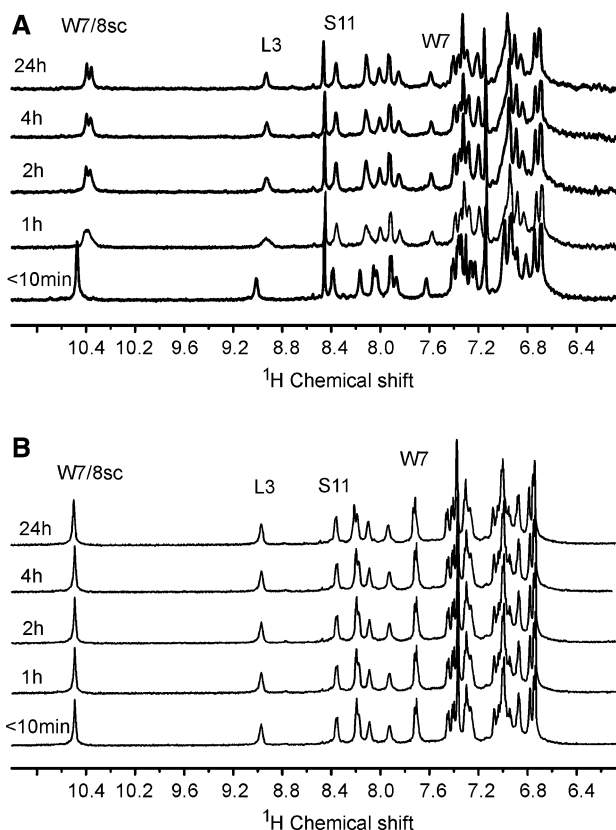 A
W7/8sc
L3
S11
W7
24h
4h
2h
1h
<10min
10.4 12.2 9.6 9.2 8.8 8.4 8.0 7.6 7.2 6.8 6.4
1H Chemical shift
B
W7/8sc
L3
S11
W7
24h
4h
2h
1h
<10min
10.4 12.2 9.6 9.2 8.8 8.4 8.0 7.6 7.2 6.8 6.4
1H Chemical shift